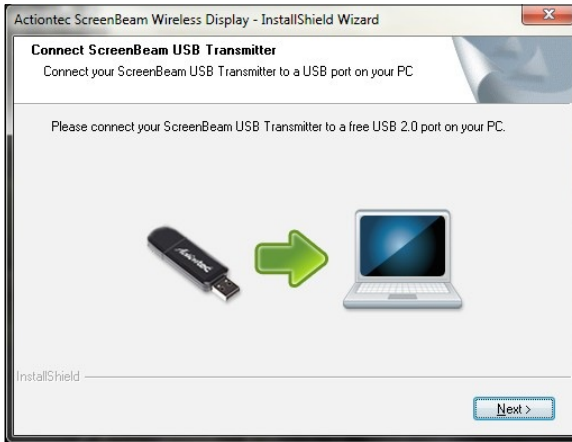 Actiontec ScreenBeam Wireless Display - InstallShield Wizard
Connect ScreenBeam USB Transmitter
Connect your ScreenBeam USB Transmitter to a USB port on your PC
Please connect your ScreenBeam USB Transmitter to a free USB 2.0 port on your PC.
Actiontec
InstallShield
Next >